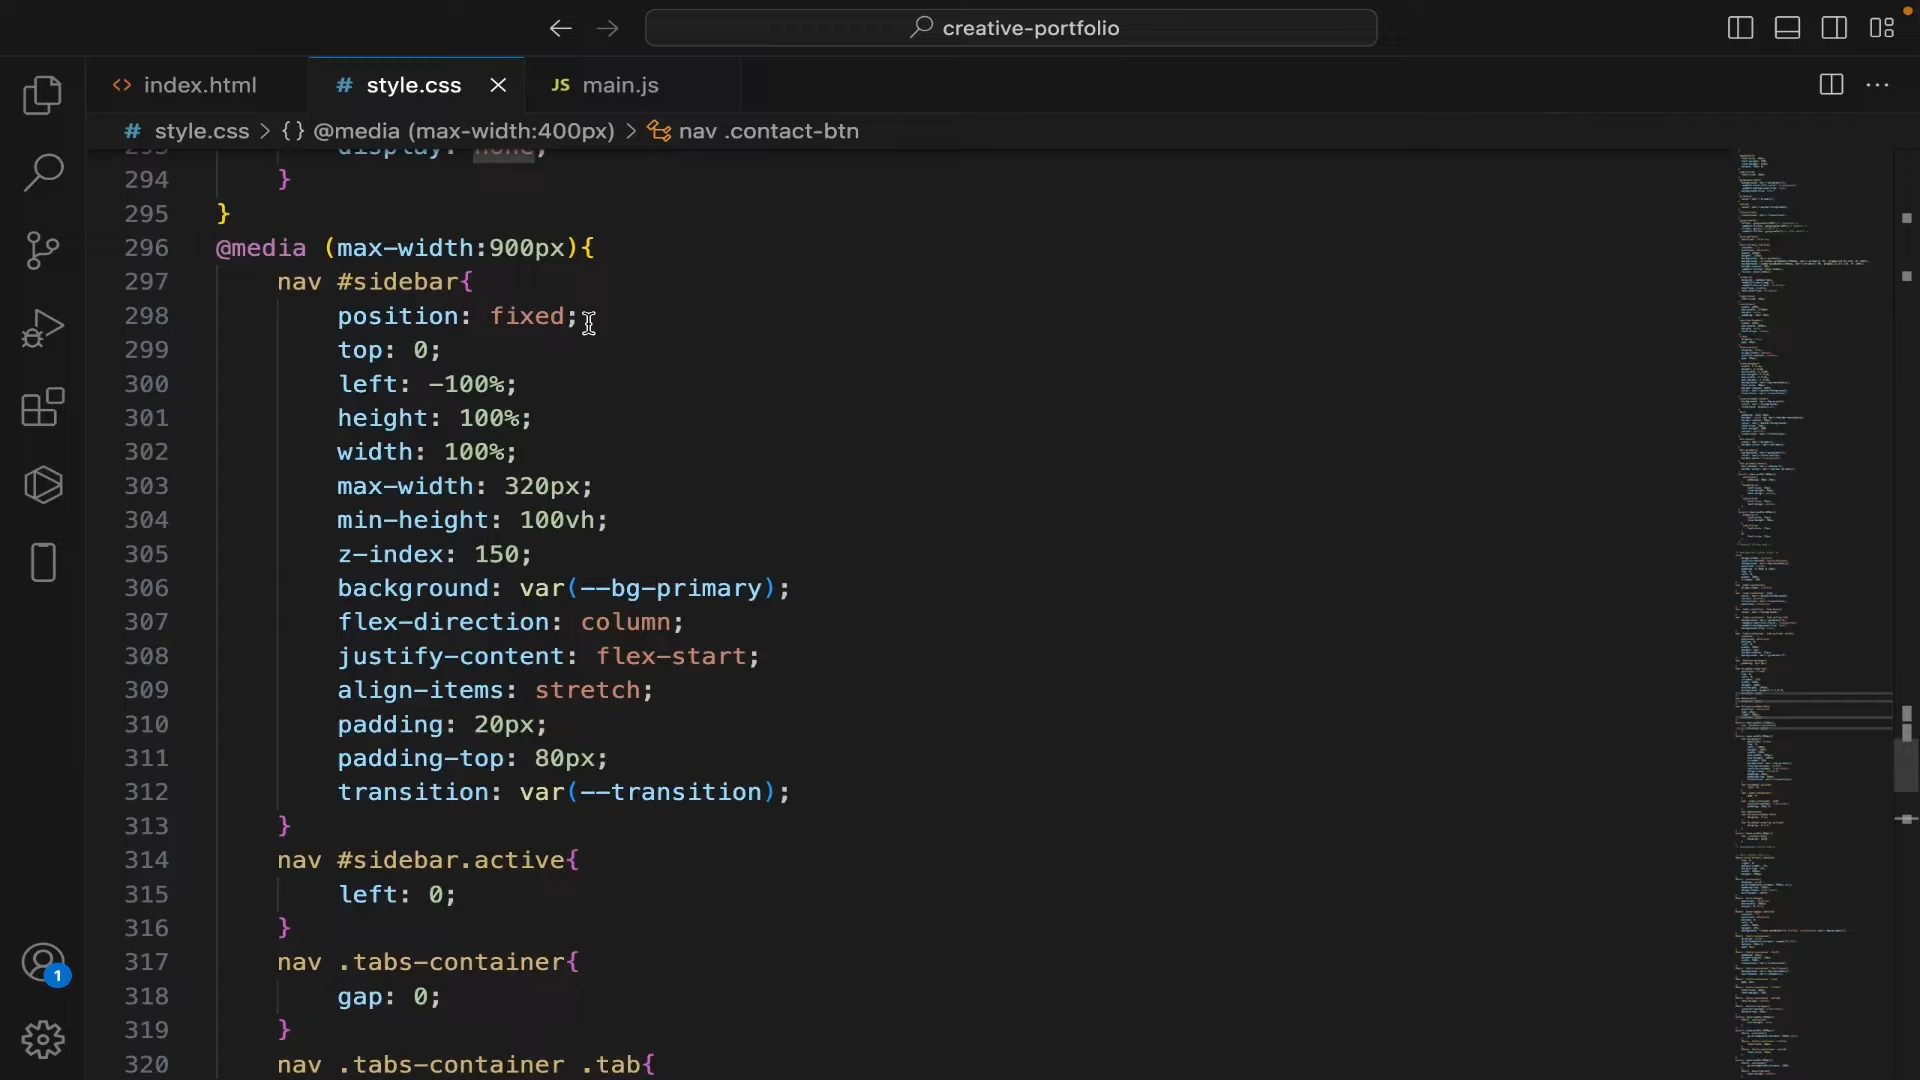 creative-portfolio
index.html
# style.css
JS main.js
# style.css > {} @media (max-width:400px) > nav .contact-btn
293 display: none;
294 }
295 }
296 @media (max-width:900px){
297 nav #sidebar{
298 position: fixed;
299 top: 0;
300 left: -100%;
301 height: 100%;
302 width: 100%;
303 max-width: 320px;
304 min-height: 100vh;
305 z-index: 150;
306 background: var(--bg-primary);
307 flex-direction: column;
308 justify-content: flex-start;
309 align-items: stretch;
310 padding: 20px;
311 padding-top: 80px;
312 transition: var(--transition);
313 }
314 nav #sidebar.active{
315 left: 0;
316 }
317 nav .tabs-container{
318 gap: 0;
319 }
320 nav .tabs-container .tab{
1